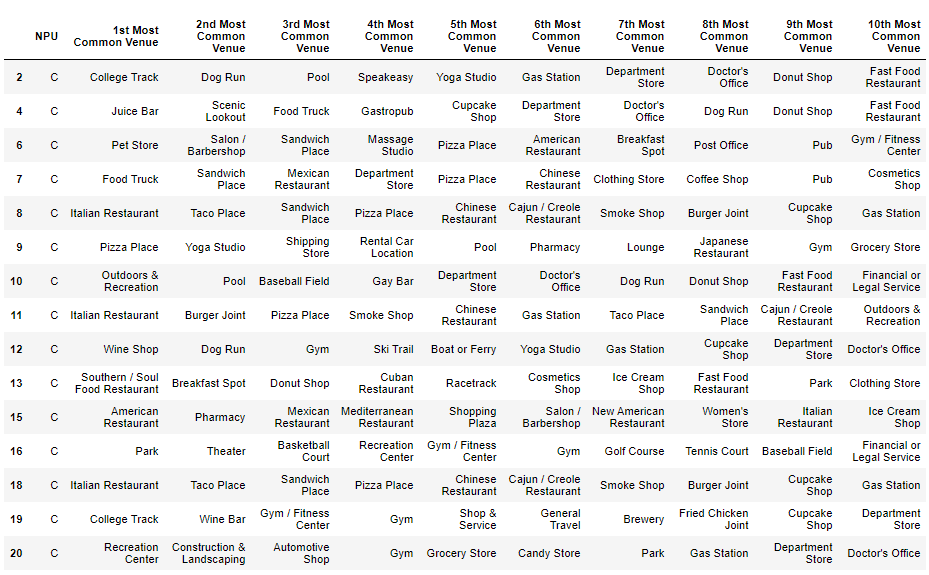 NPU 1st Most Common Venue 2nd Most Common Venue 3rd Most Common Venue 4th Most Common Venue 5th Most Common Venue 6th Most Common Venue 7th Most Common Venue 8th Most Common Venue 9th Most Common Venue 10th Most Common Venue
2 C College Track Dog Run Pool Speakeasy Yoga Studio Gas Station Department Store Doctor's Office Donut Shop Fast Food Restaurant
4 C Juice Bar Scenic Lookout Food Truck Gastropub Cupcake Shop Department Store Doctor's Office Dog Run Donut Shop Fast Food Restaurant
6 C Pet Store Salon / Barbershop Sandwich Place Massage Studio Pizza Place American Restaurant Breakfast Spot Post Office Pub Gym / Fitness Center
7 C Food Truck Sandwich Place Mexican Restaurant Department Store Pizza Place Chinese Restaurant Clothing Store Coffee Shop Pub Cosmetics Shop
8 C Italian Restaurant Taco Place Sandwich Place Pizza Place Chinese Restaurant Cajun / Creole Restaurant Smoke Shop Burger Joint Cupcake Shop Gas Station
9 C Pizza Place Yoga Studio Shipping Store Rental Car Location Pool Pharmacy Lounge Japanese Restaurant Gym Grocery Store
10 C Outdoors & Recreation Pool Baseball Field Gay Bar Department Store Doctor's Office Dog Run Donut Shop Fast Food Restaurant Financial or Legal Service
11 C Italian Restaurant Burger Joint Pizza Place Smoke Shop Chinese Restaurant Gas Station Taco Place Sandwich Place Cajun / Creole Restaurant Outdoors & Recreation
12 C Wine Shop Dog Run Gym Ski Trail Boat or Ferry Yoga Studio Gas Station Cupcake Shop Department Store Doctor's Office
13 C Southern / Soul Food Restaurant Breakfast Spot Donut Shop Cuban Restaurant Racetrack Cosmetics Shop Ice Cream Shop Fast Food Restaurant Park Clothing Store
15 C American Restaurant Pharmacy Mexican Restaurant Mediterranean Restaurant Shopping Plaza Salon / Barbershop New American Restaurant Women's Store Italian Restaurant Ice Cream Shop
16 C Park Theater Basketball Court Recreation Center Gym / Fitness Center Gym Golf Course Tennis Court Baseball Field Financial or Legal Service
18 C Italian Restaurant Taco Place Sandwich Place Pizza Place Chinese Restaurant Cajun / Creole Restaurant Smoke Shop Burger Joint Cupcake Shop Gas Station
19 C College Track Wine Bar Gym / Fitness Center Gym Shop & Service General Travel Brewery Fried Chicken Joint Cupcake Shop Department Store
20 C Recreation Center Construction & Landscaping Automotive Shop Gym Grocery Store Candy Store Park Gas Station Department Store Doctor's Office